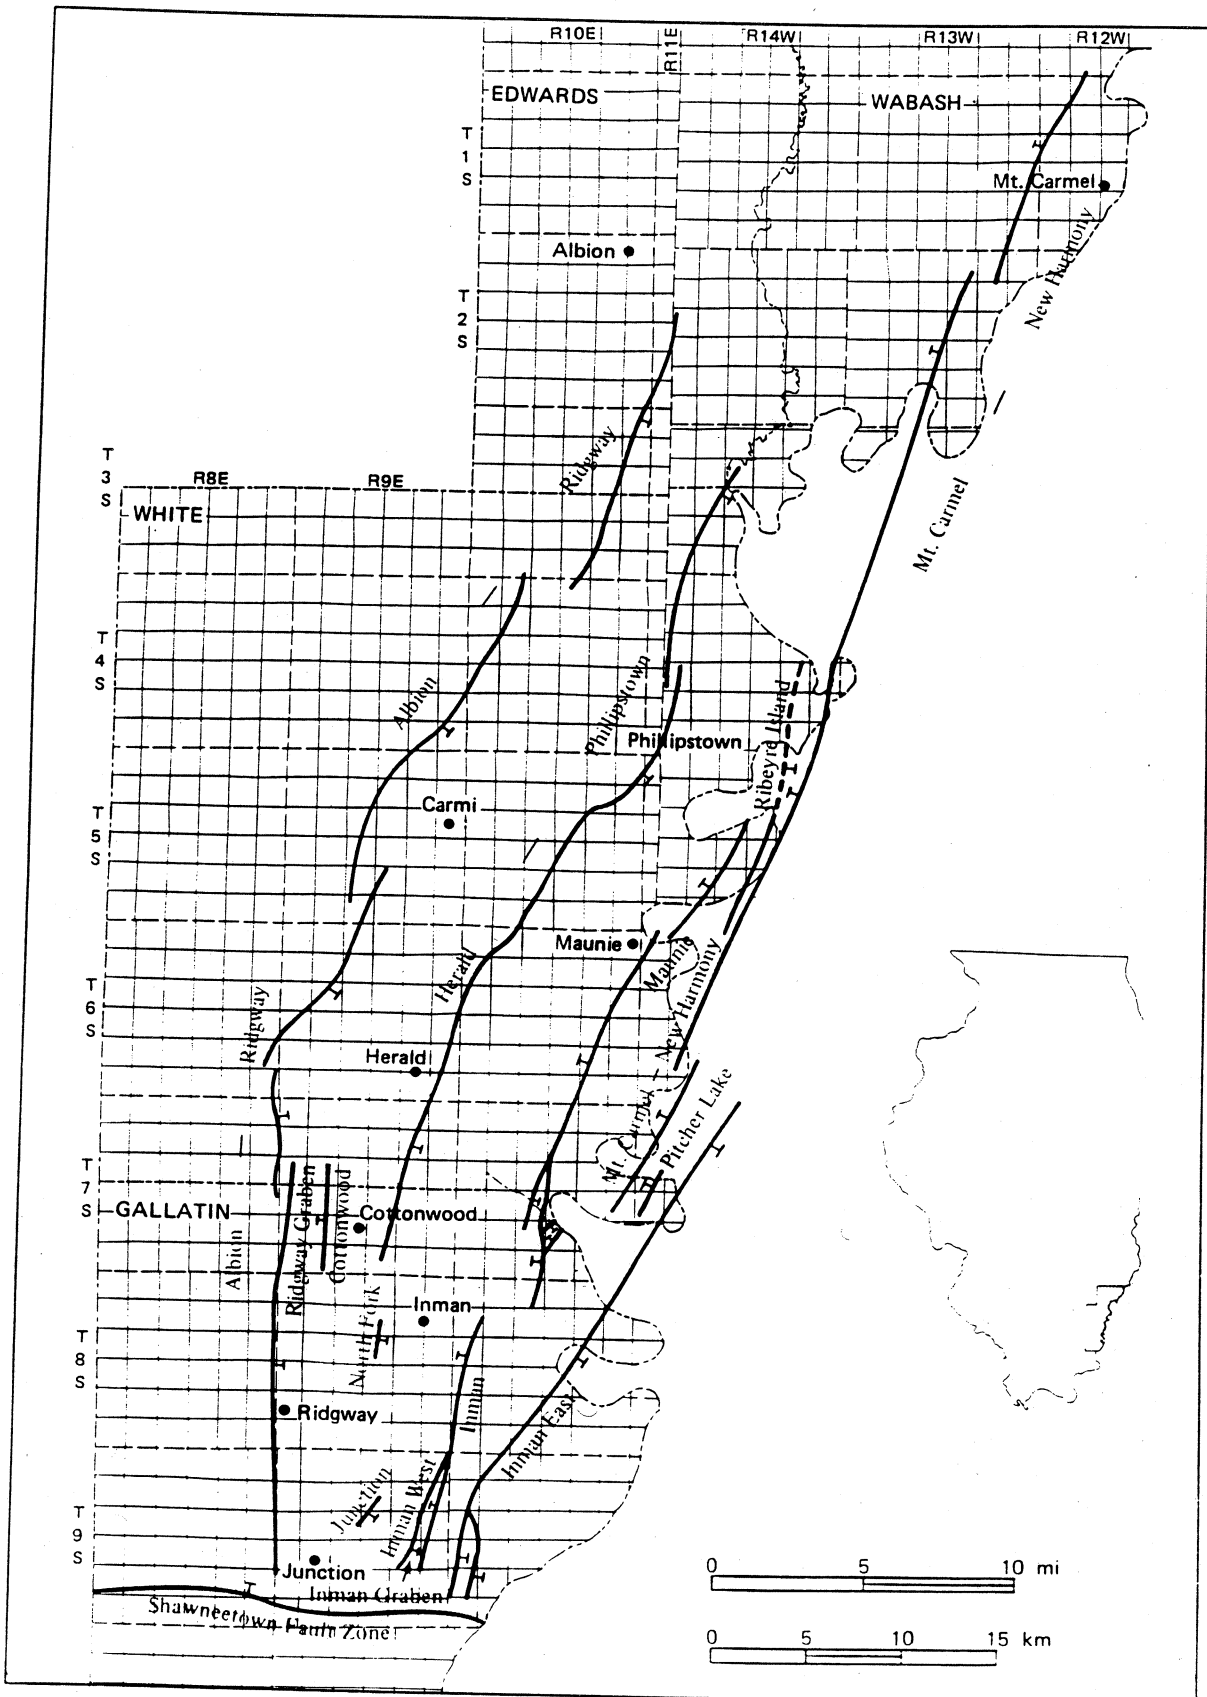 R10E
R11E
R14W
R13W
R12W
EDWARDS
WABASH
T
1
S
Mt. Carmel
New Harmony
Albion
T
2
S
Ridgway
T
3
S
R8E
R9E
WHITE
Mt. Carmel
T
4
S
Albion
Phillipstown
Phillipstown
Ribeyre Island
Carmi
T
5
S
Maunie
Maunie
Herald
Mt. Carmel – New Harmony
T
6
S
Ridgway
Herald
Pitcher Lake
T
7
S
GALLATIN
Albion
Ridgway Graben
Cottonwood
Cottonwood
North Fork
Inman
T
8
S
Ridgway
Inman
Inman East
Junction
Inman West
T
9
S
Junction
Inman Graben
Shawneetown Fault Zone
0 5 10 mi
0 5 10 15 km